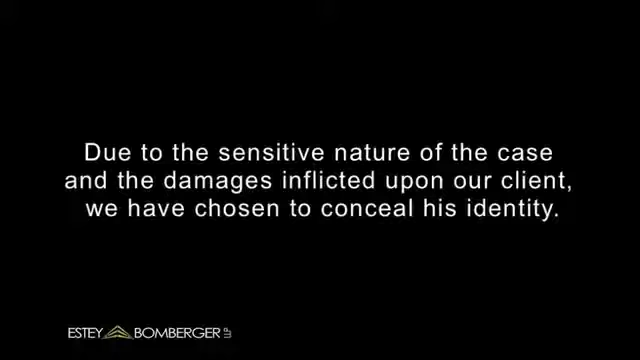 Due to the sensitive nature of the case
and the damages inflicted upon our client,
we have chosen to conceal his identity.
ESTEY BOMBERGER LLP